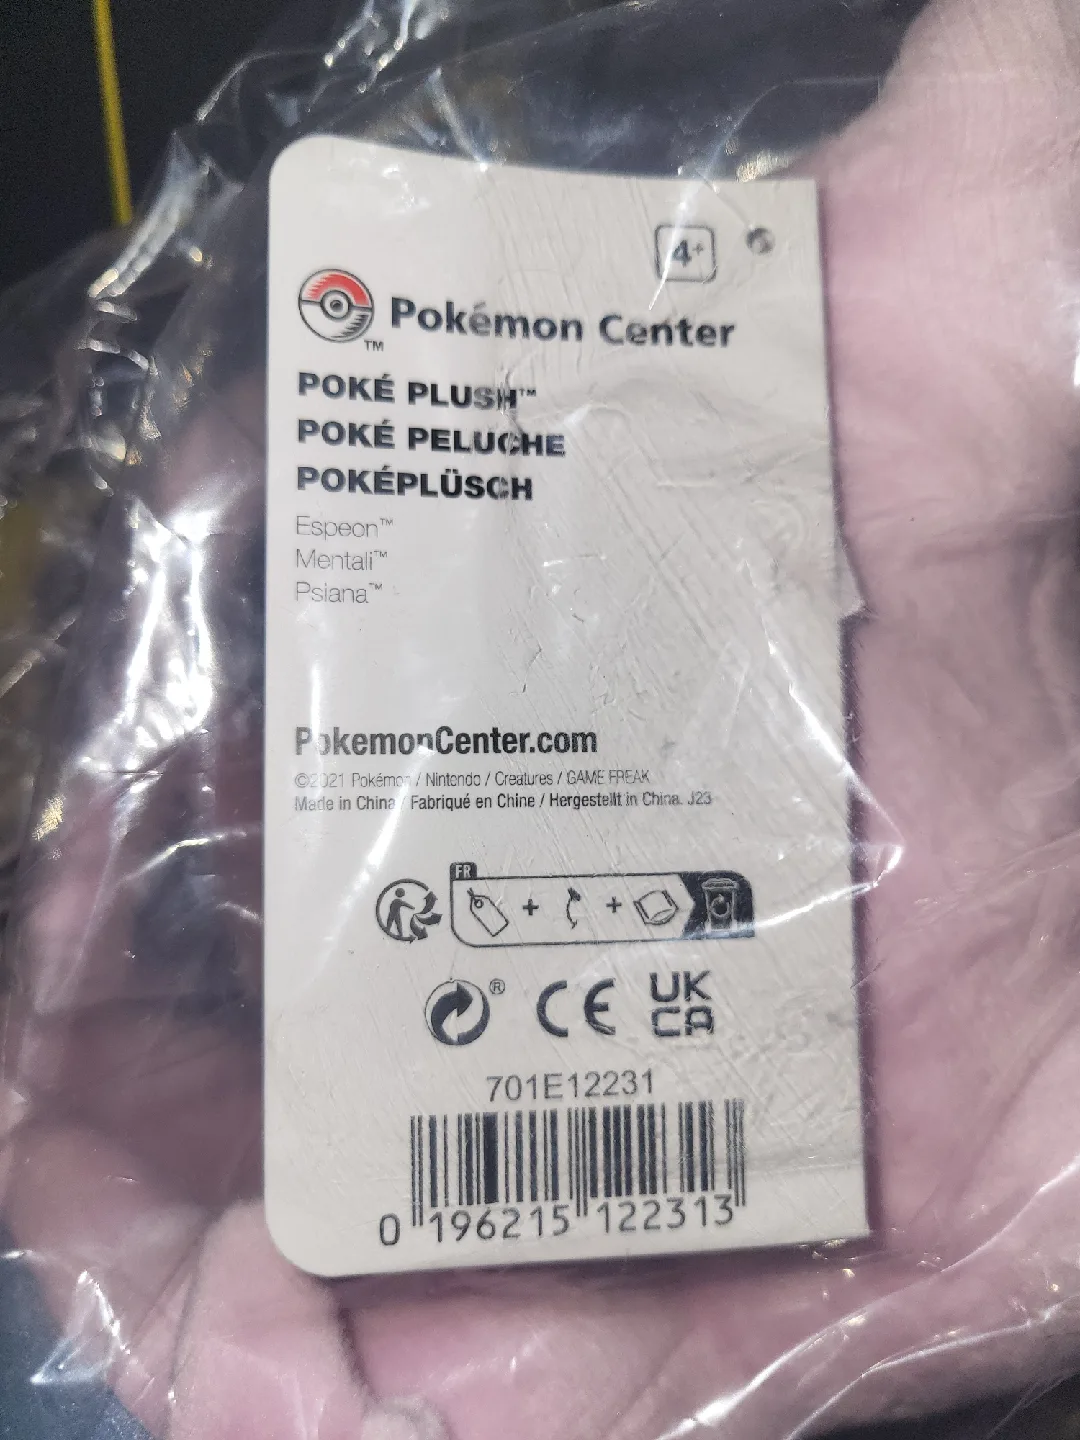 4+
Pokémon Center
TM
POKÉ PLUSH™
POKÉ PELUCHE
POKÉPLÜSCH
Espeon™
Mentali™
Psiana™
PokemonCenter.com
©2021 Pokémon / Nintendo / Creatures / GAME FREAK
Made in China / Fabriqué en Chine / Hergestellt in China. J23
FR
+ +
® CE UK
CA
701E12231
0 196215 122313